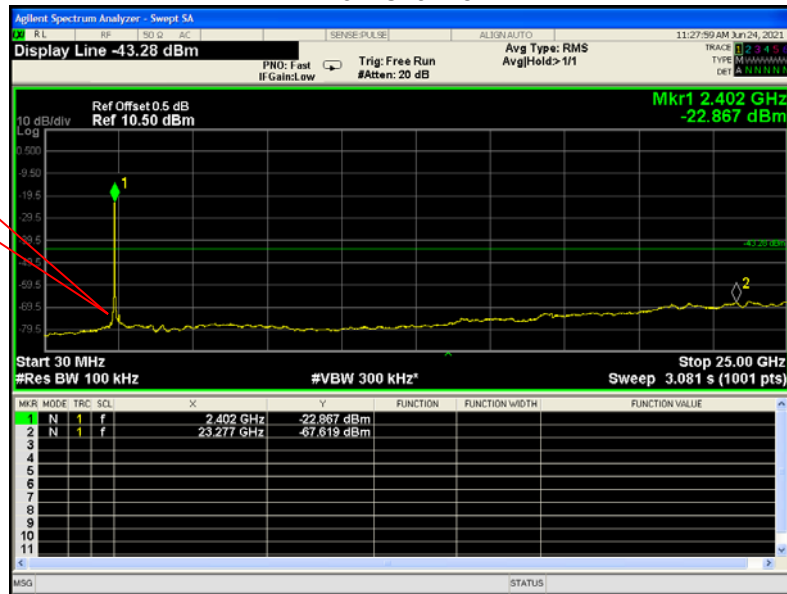 Agilent Spectrum Analyzer - Swept SA
RL RF 50 Ω AC SENSE:PULSE ALIGNAUTO 11:27:59 AM Jun 24, 2021
Display Line -43.28 dBm Avg Type: RMS TRACE 1 2 3 4 5
PNO: Fast Trig: Free Run Avg|Hold:>1/1 TYPE
IFGain:Low #Atten: 20 dB DET A N N N N N
Mkr1 2.402 GHz
-22.867 dBm
Ref Offset 0.5 dB
10 dB/div Ref 10.50 dBm
Log
0.500
-9.50
1
-19.5
-29.5
-39.5
-43.28 dBm
-49.5
-59.5
2
-69.5
-79.5
Start 30 MHz Stop 25.00 GHz
#Res BW 100 kHz #VBW 300 kHz* Sweep 3.081 s (1001 pts)
MKR MODE TRC SCL X Y FUNCTION FUNCTION WIDTH FUNCTION VALUE
1 N 1 f 2.402 GHz -22.867 dBm
2 N 1 f 23.277 GHz -67.619 dBm
3
4
5
6
7
8
9
10
11
MSG STATUS